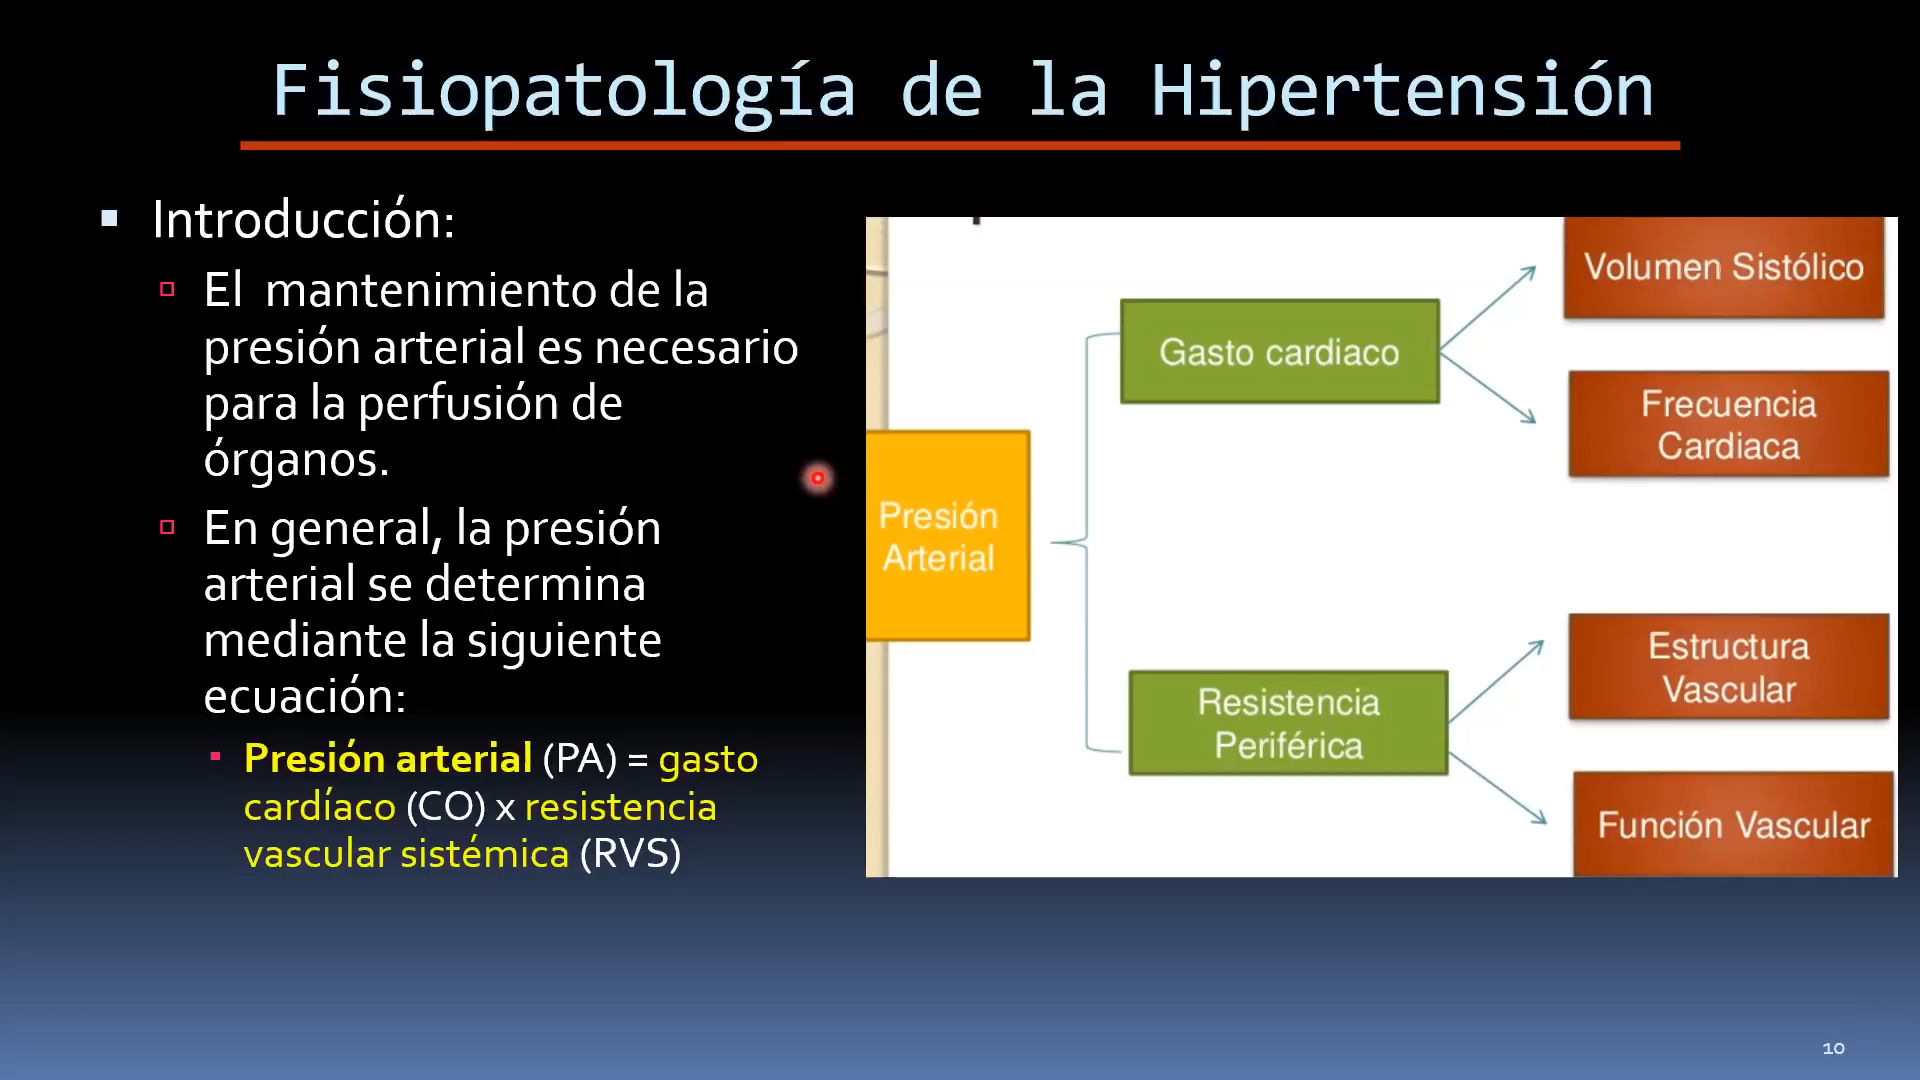 Fisiopatología de la Hipertensión
Introducción:
El mantenimiento de la
presión arterial es necesario
para la perfusión de
órganos.
En general, la presión
arterial se determina
mediante la siguiente
ecuación:
Presión arterial (PA) = gasto
cardíaco (CO) x resistencia
vascular sistémica (RVS)
Presión
Arterial
Gasto cardiaco
Resistencia
Periférica
Volumen Sistólico
Frecuencia
Cardiaca
Estructura
Vascular
Función Vascular
10